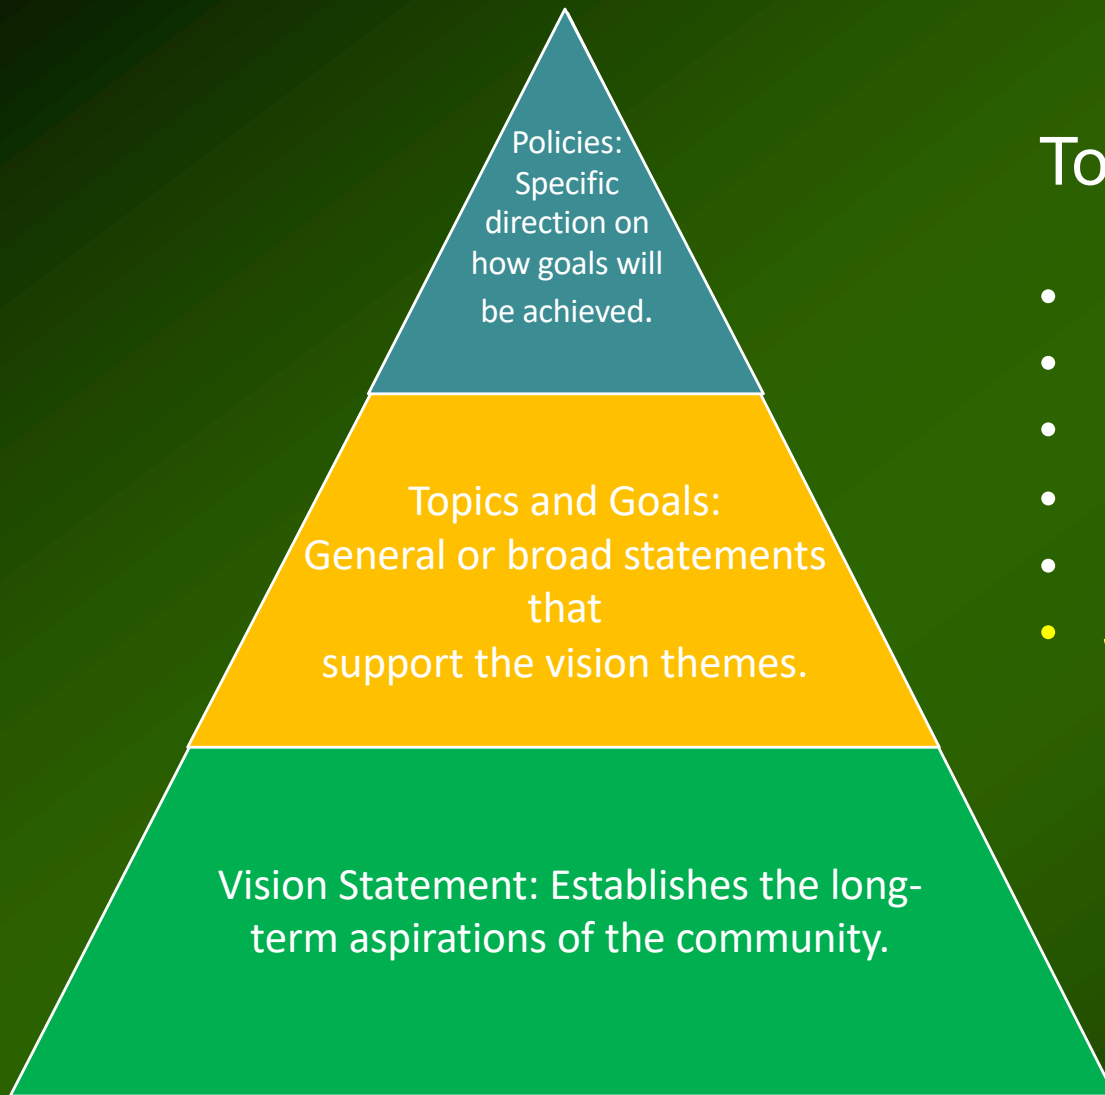 Policies:
Specific
direction on
how goals will
be achieved.
To
Topics and Goals:
General or broad statements
that
support the vision themes.
Vision Statement: Establishes the long-
term aspirations of the community.